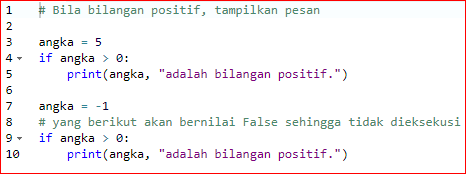 1 # Bila bilangan positif, tampilkan pesan
2
3 angka = 5
4 if angka > 0:
5     print(angka, "adalah bilangan positif.")
6
7 angka = -1
8 # yang berikut akan bernilai False sehingga tidak dieksekusi
9 if angka > 0:
10     print(angka, "adalah bilangan positif.")